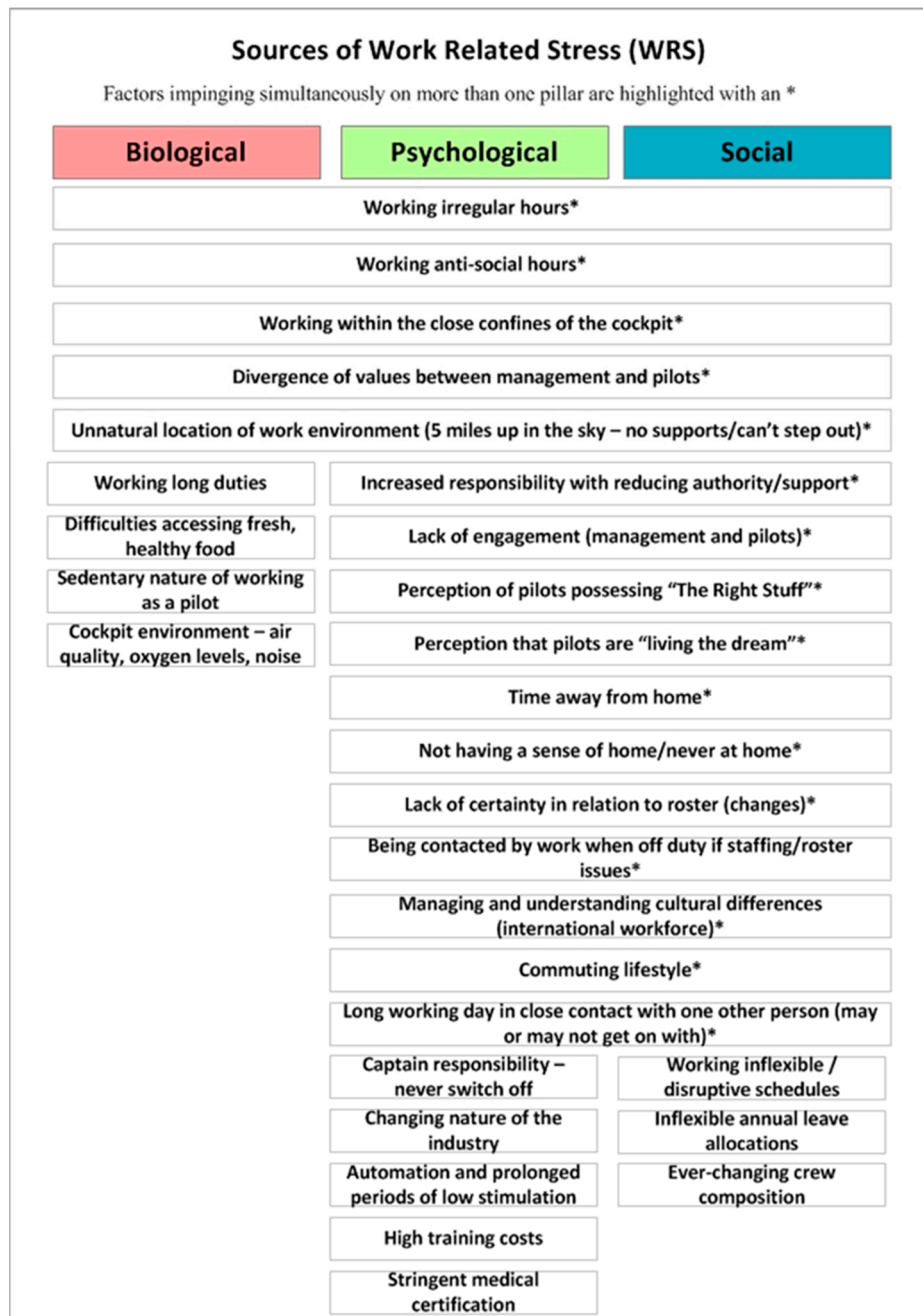 Sources of Work Related Stress (WRS)
Factors impinging simultaneously on more than one pillar are highlighted with an *
Biological
Psychological
Social
Working irregular hours*
Working anti-social hours*
Working within the close confines of the cockpit*
Divergence of values between management and pilots*
Unnatural location of work environment (5 miles up in the sky – no supports/can't step out)*
Working long duties
Increased responsibility with reducing authority/support*
Difficulties accessing fresh,
healthy food
Lack of engagement (management and pilots)*
Sedentary nature of working
as a pilot
Perception of pilots possessing “The Right Stuff”*
Cockpit environment – air
quality, oxygen levels, noise
Perception that pilots are “living the dream”*
Time away from home*
Not having a sense of home/never at home*
Lack of certainty in relation to roster (changes)*
Being contacted by work when off duty if staffing/roster
issues*
Managing and understanding cultural differences
(international workforce)*
Commuting lifestyle*
Long working day in close contact with one other person (may
or may not get on with)*
Captain responsibility –
never switch off
Working inflexible /
disruptive schedules
Changing nature of the
industry
Inflexible annual leave
allocations
Automation and prolonged
periods of low stimulation
Ever-changing crew
composition
High training costs
Stringent medical
certification